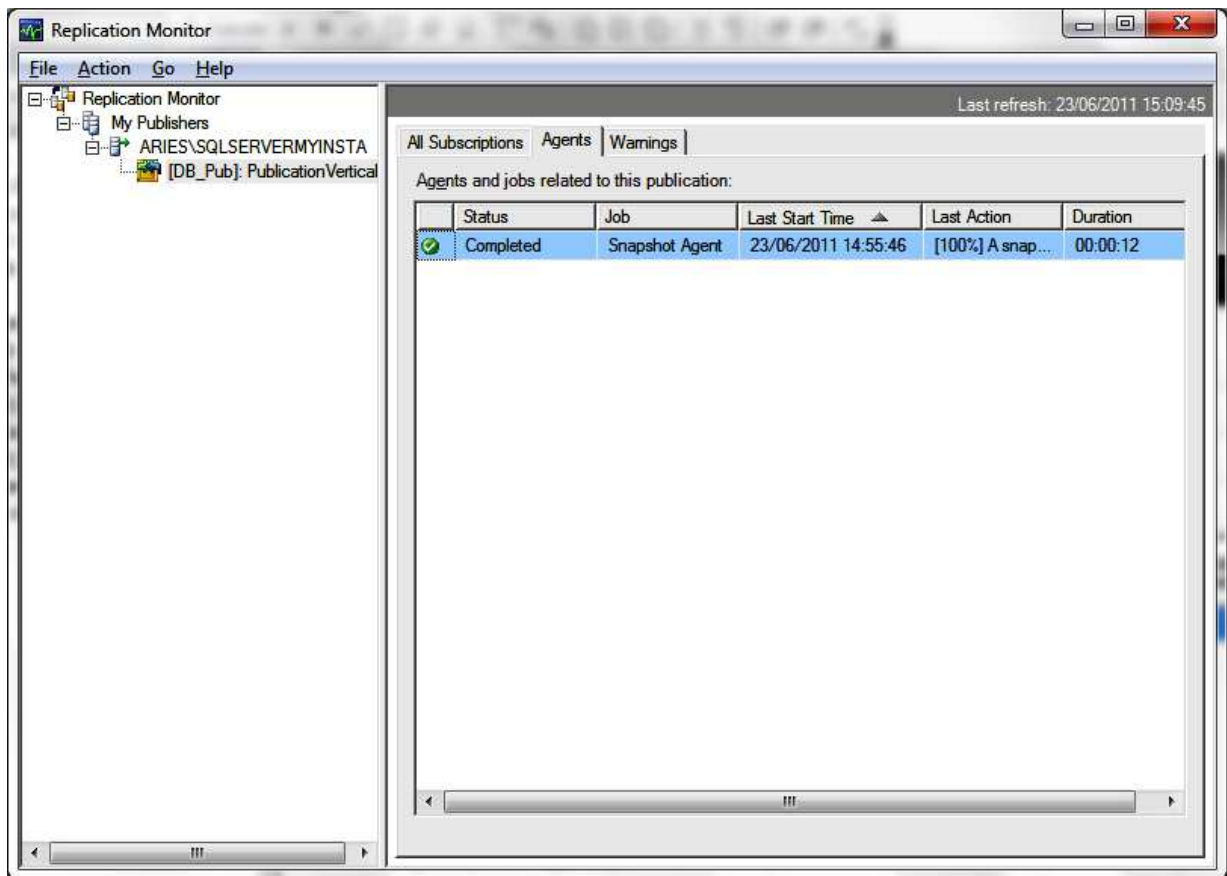 Replication Monitor
File Action Go Help
Replication Monitor
My Publishers
ARIES\SQLSERVERMYINSTA
[DB_Pub]: PublicationVertical
Last refresh: 23/06/2011 15:09:45
All Subscriptions Agents Warnings
Agents and jobs related to this publication:
Status Job Last Start Time Last Action Duration
Completed Snapshot Agent 23/06/2011 14:55:46 [100%] A snap... 00:00:12